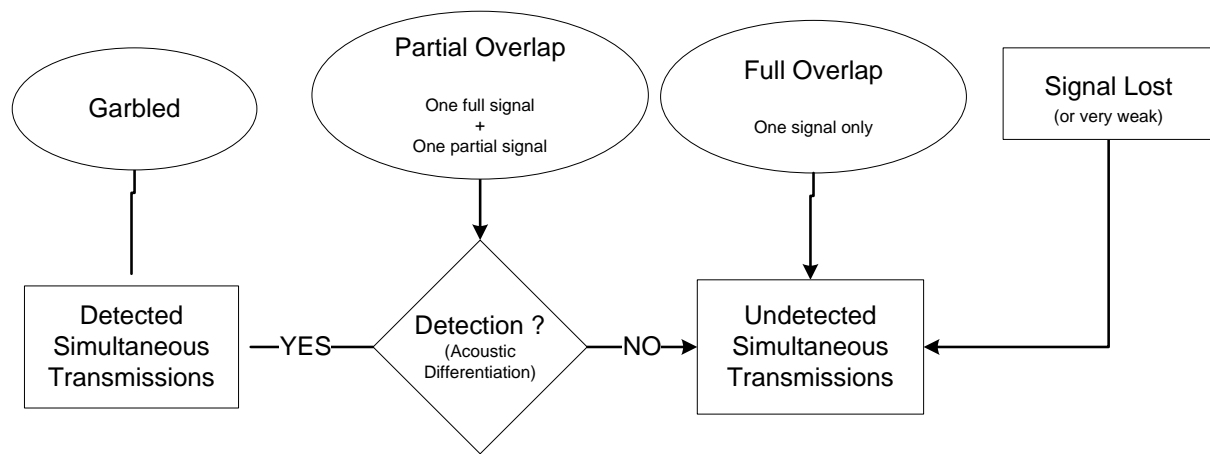 Garbled
Partial Overlap
One full signal
+
One partial signal
Full Overlap
One signal only
Signal Lost
(or very weak)
Detected
Simultaneous
Transmissions
YES
Detection ?
(Acoustic
Differentiation)
NO
Undetected
Simultaneous
Transmissions